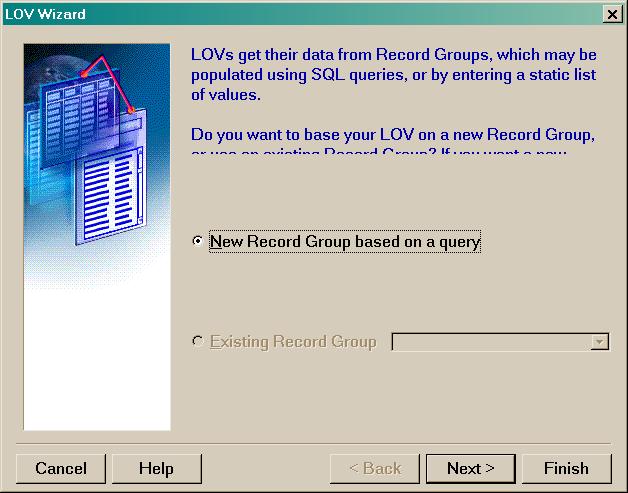 LOV Wizard
LOVs get their data from Record Groups, which may be
populated using SQL queries, or by entering a static list
of values.
Do you want to base your LOV on a new Record Group,
or use an existing Record Group? If you want a new
New Record Group based on a query
Existing Record Group
Cancel Help < Back Next > Finish